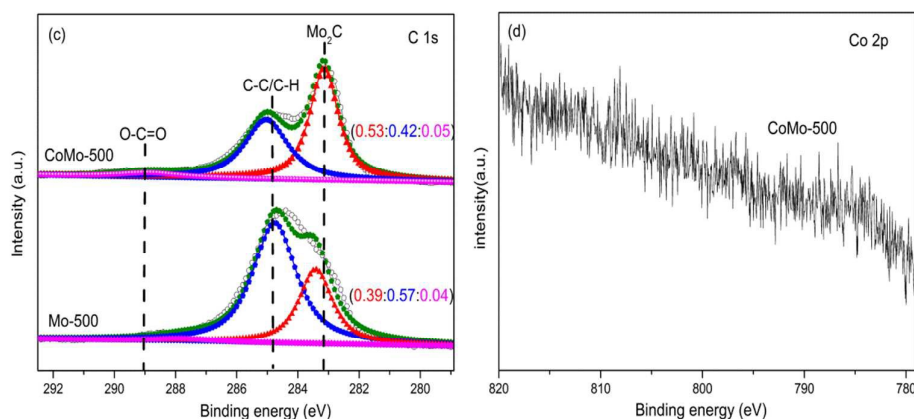 (c)
Mo₂C
C 1s
C-C/C-H
O-C=O
(0.53:0.42:0.05)
CoMo-500
(0.39:0.57:0.04)
Mo-500
Intensity (a.u.)
292 290 288 286 284 282 280
Binding energy (eV)
(d)
Co 2p
CoMo-500
intensity(a.u.)
820 810 800 790 780
Binding energy (eV)